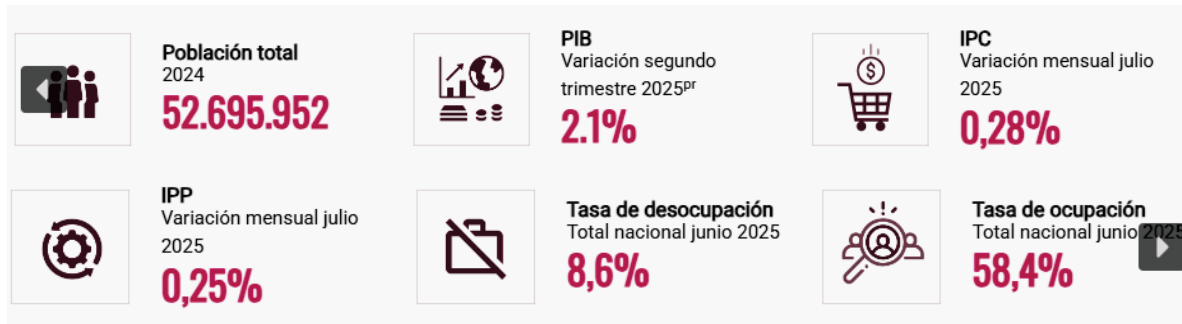 Población total
2024
52.695.952
PIB
Variación segundo
trimestre 2025pr
2.1%
IPC
Variación mensual julio
2025
0,28%
IPP
Variación mensual julio
2025
0,25%
Tasa de desocupación
Total nacional junio 2025
8,6%
Tasa de ocupación
Total nacional junio 2025
58,4%